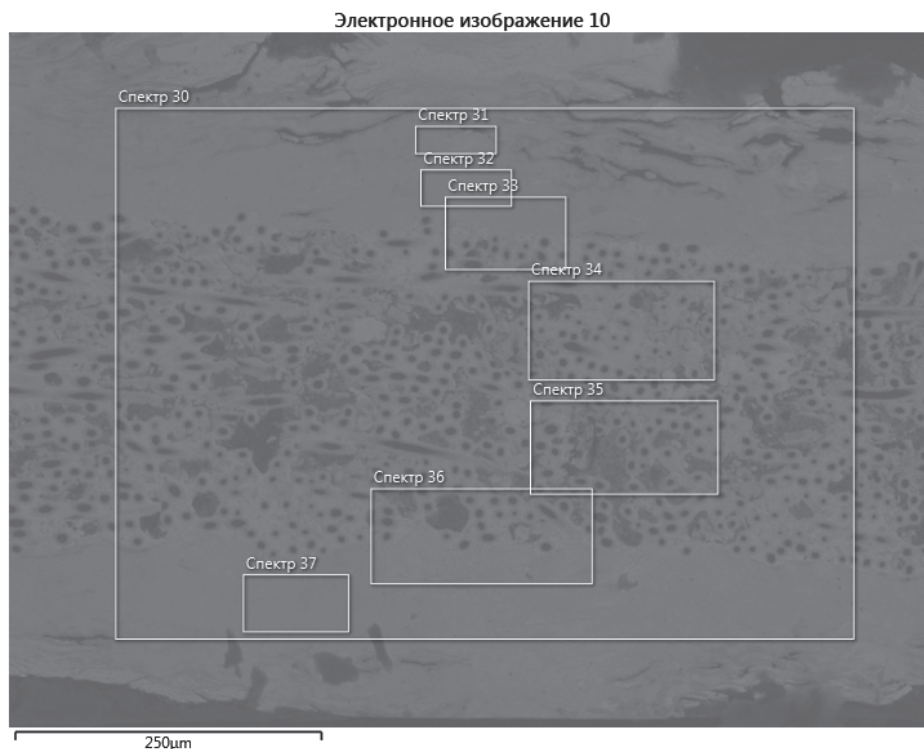 Электронное изображение 10
Спектр 30
Спектр 31
Спектр 32
Спектр 33
Спектр 34
Спектр 35
Спектр 36
Спектр 37
250µm